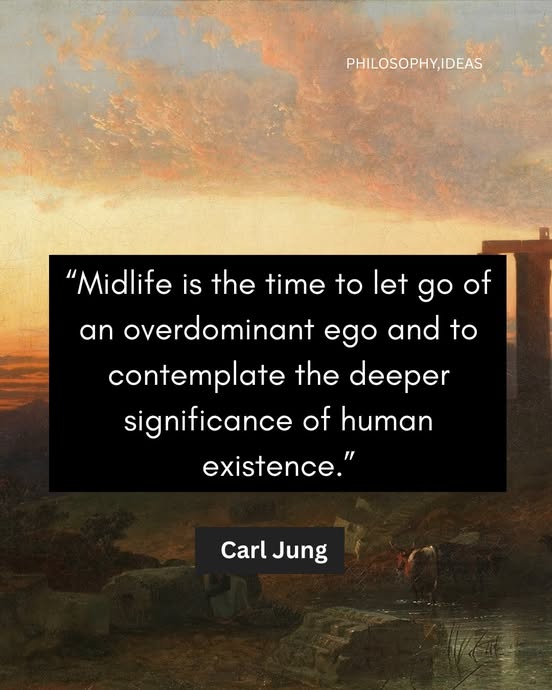 PHILOSOPHY,IDEAS
“Midlife is the time to let go of
an overdominant ego and to
contemplate the deeper
significance of human
existence.”
Carl Jung